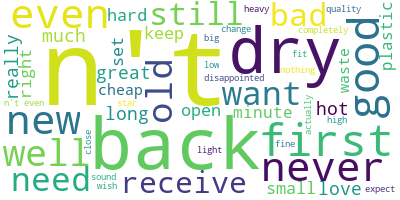 even still bad heavy quality completely
hard change
much keep big
n't dry good plastic
really right set great old want low fit
cheap disappointed nothing waste
n't even new long open minute hot actually
star back first high
well close light fine never
need sound wish receive small love expect